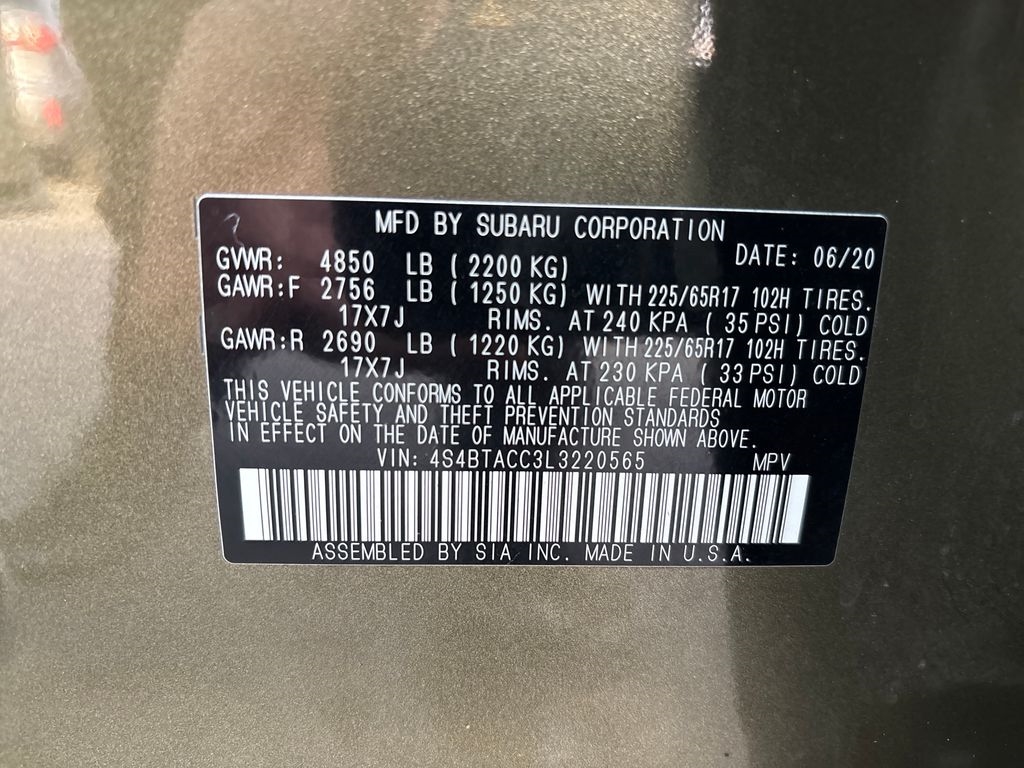 MFD BY SUBARU CORPORATION
DATE: 06/20
GVWR: 4850 LB (2200 KG)
GAWR:F 2756 LB (1250 KG) WITH 225/65R17 102H TIRES.
17X7J RIMS. AT 240 KPA (35 PSI) COLD
GAWR:R 2690 LB (1220 KG) WITH 225/65R17 102H TIRES.
17X7J RIMS. AT 230 KPA (33 PSI) COLD
THIS VEHICLE CONFORMS TO ALL APPLICABLE FEDERAL MOTOR
VEHICLE SAFETY AND THEFT PREVENTION STANDARDS
IN EFFECT ON THE DATE OF MANUFACTURE SHOWN ABOVE.
VIN: 4S4BTACC3L3220565 MPV
ASSEMBLED BY SIA INC. MADE IN U.S.A.